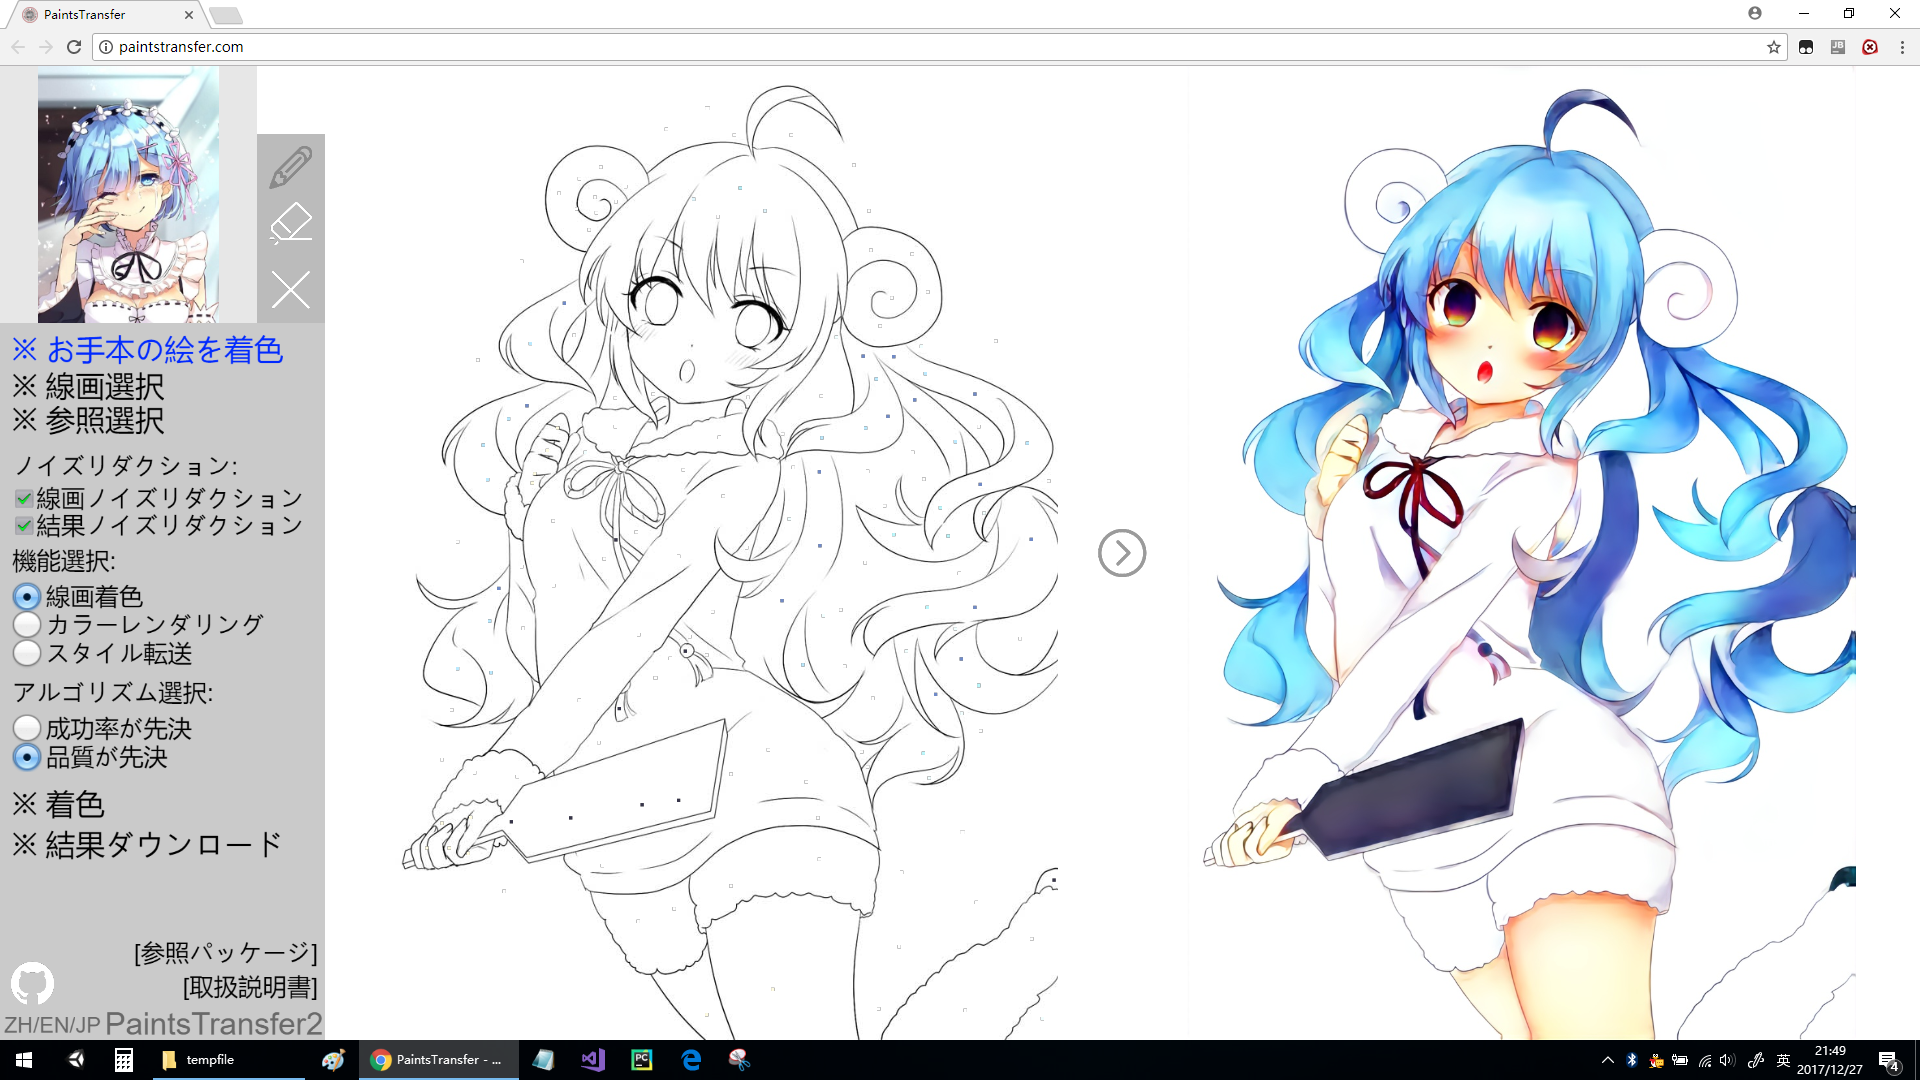 PaintsTransfer
paintstransfer.com
※ お手本の絵を着色
※ 線画選択
※ 参照選択
ノイズリダクション:
線画ノイズリダクション
結果ノイズリダクション
機能選択:
線画着色
カラーレンダリング
スタイル転送
アルゴリズム選択:
成功率が先決
品質が先決
※ 着色
※ 結果ダウンロード
[参照パッケージ]
[取扱説明書]
ZH/EN/JP PaintsTransfer2
tempfile
PaintsTransfer - ...
JB
PC
英
21:49
2017/12/27
4